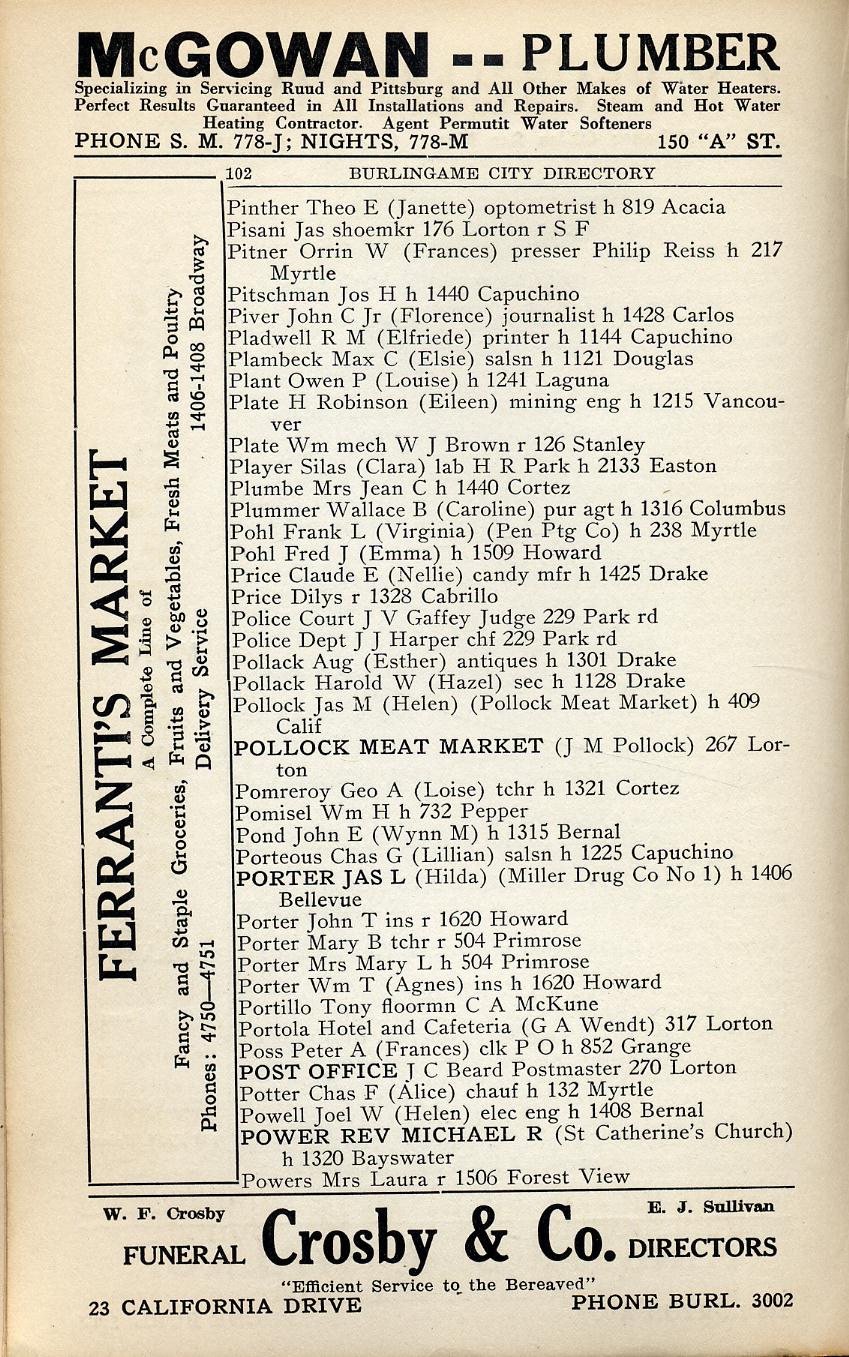 McGOWAN -- PLUMBER
Specializing in Servicing Ruud and Pittsburg and All Other Makes of Water Heaters.
Perfect Results Guaranteed in All Installations and Repairs. Steam and Hot Water
Heating Contractor. Agent Permutit Water Softeners
PHONE S. M. 778-J; NIGHTS, 778-M 150 "A" ST.
102 BURLINGAME CITY DIRECTORY
FERRANTI'S MARKET
A Complete Line of
Fancy and Staple Groceries, Fruits and Vegetables, Fresh Meats and Poultry
Phones: 4750—4751 Delivery Service 1406-1408 Broadway
Pinther Theo E (Janette) optometrist h 819 Acacia
Pisani Jas shoemkr 176 Lorton r S F
Pitner Orrin W (Frances) presser Philip Reiss h 217
Myrtle
Pitschman Jos H h 1440 Capuchino
Piver John C Jr (Florence) journalist h 1428 Carlos
Pladwell R M (Elfriede) printer h 1144 Capuchino
Plambeck Max C (Elsie) salsn h 1121 Douglas
Plant Owen P (Louise) h 1241 Laguna
Plate H Robinson (Eileen) mining eng h 1215 Vancou-
ver
Plate Wm mech W J Brown r 126 Stanley
Player Silas (Clara) lab H R Park h 2133 Easton
Plumbe Mrs Jean C h 1440 Cortez
Plummer Wallace B (Caroline) pur agt h 1316 Columbus
Pohl Frank L (Virginia) (Pen Ptg Co) h 238 Myrtle
Pohl Fred J (Emma) h 1509 Howard
Price Claude E (Nellie) candy mfr h 1425 Drake
Price Dilys r 1328 Cabrillo
Police Court J V Gaffey Judge 229 Park rd
Police Dept J J Harper chf 229 Park rd
Pollack Aug (Esther) antiques h 1301 Drake
Pollack Harold W (Hazel) sec h 1128 Drake
Pollock Jas M (Helen) (Pollock Meat Market) h 409
Calif
POLLOCK MEAT MARKET (J M Pollock) 267 Lor-
ton
Pomreroy Geo A (Loise) tchr h 1321 Cortez
Pomisel Wm H h 732 Pepper
Pond John E (Wynn M) h 1315 Bernal
Porteous Chas G (Lillian) salsn h 1225 Capuchino
PORTER JAS L (Hilda) (Miller Drug Co No 1) h 1406
Bellevue
Porter John T ins r 1620 Howard
Porter Mary B tchr r 504 Primrose
Porter Mrs Mary L h 504 Primrose
Porter Wm T (Agnes) ins h 1620 Howard
Portillo Tony floormn C A McKune
Portola Hotel and Cafeteria (G A Wendt) 317 Lorton
Poss Peter A (Frances) clk P O h 852 Grange
POST OFFICE J C Beard Postmaster 270 Lorton
Potter Chas F (Alice) chauf h 132 Myrtle
Powell Joel W (Helen) elec eng h 1408 Bernal
POWER REV MICHAEL R (St Catherine's Church)
h 1320 Bayswater
Powers Mrs Laura r 1506 Forest View
W. F. Crosby E. J. Sullivan
FUNERAL Crosby & Co. DIRECTORS
"Efficient Service to the Bereaved"
23 CALIFORNIA DRIVE PHONE BURL. 3002